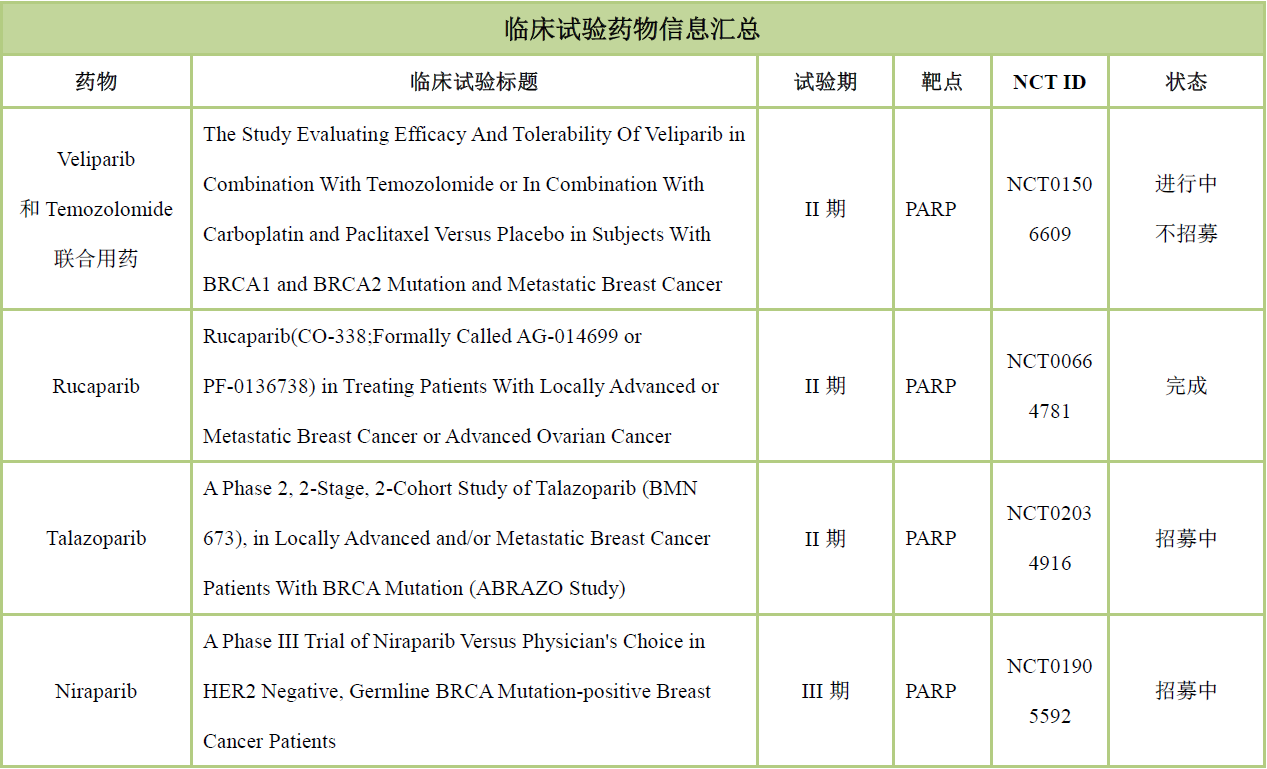 临床试验药物信息汇总
药物
临床试验标题
试验期
靶点
NCT ID
状态
Veliparib
和 Temozolomide
联合用药
The Study Evaluating Efficacy And Tolerability Of Veliparib in
Combination With Temozolomide or In Combination With
Carboplatin and Paclitaxel Versus Placebo in Subjects With
BRCA1 and BRCA2 Mutation and Metastatic Breast Cancer
II 期
PARP
NCT0150
6609
进行中
不招募
Rucaparib
Rucaparib(CO-338;Formally Called AG-014699 or
PF-0136738) in Treating Patients With Locally Advanced or
Metastatic Breast Cancer or Advanced Ovarian Cancer
II 期
PARP
NCT0066
4781
完成
Talazoparib
A Phase 2, 2-Stage, 2-Cohort Study of Talazoparib (BMN
673), in Locally Advanced and/or Metastatic Breast Cancer
Patients With BRCA Mutation (ABRAZO Study)
II 期
PARP
NCT0203
4916
招募中
Niraparib
A Phase III Trial of Niraparib Versus Physician's Choice in
HER2 Negative, Germline BRCA Mutation-positive Breast
Cancer Patients
III 期
PARP
NCT0190
5592
招募中